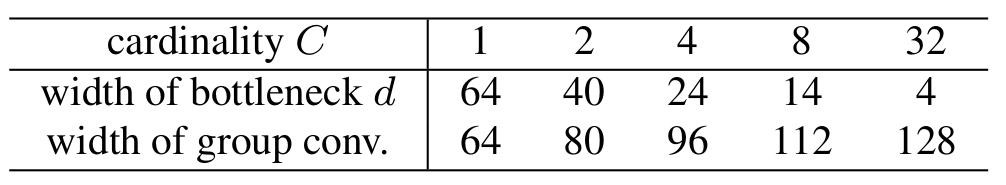 cardinality C 1 2 4 8 32
width of bottleneck d 64 40 24 14 4
width of group conv. 64 80 96 112 128